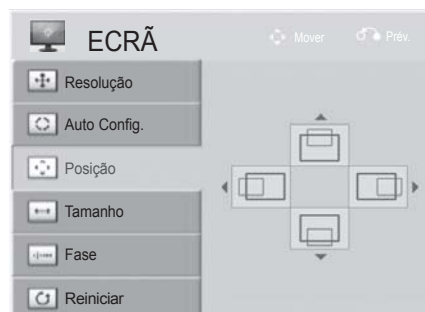 ECRÃ
Mover
Prév.
Resolução
Auto Config.
Posição
Tamanho
Fase
Reiniciar